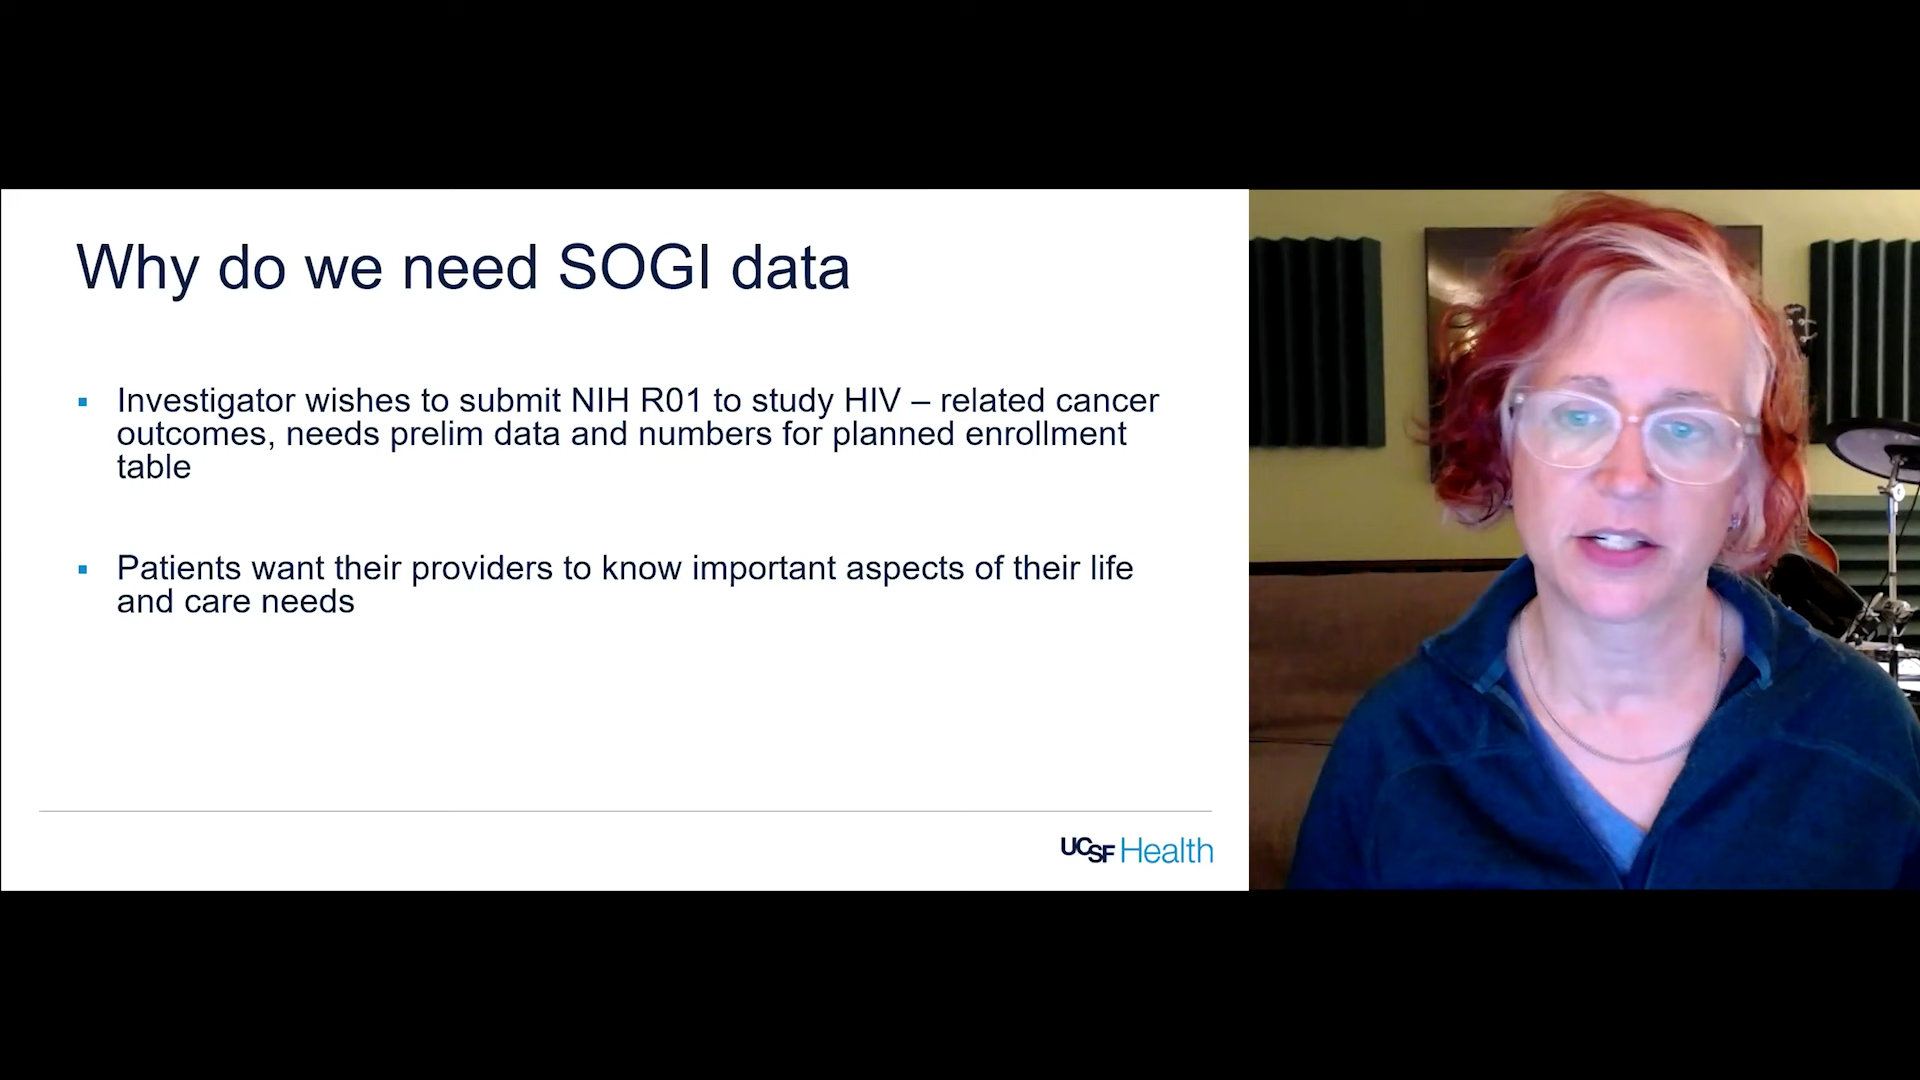 Why do we need SOGI data
▪ Investigator wishes to submit NIH R01 to study HIV – related cancer
outcomes, needs prelim data and numbers for planned enrollment
table
▪ Patients want their providers to know important aspects of their life
and care needs
UCSF Health